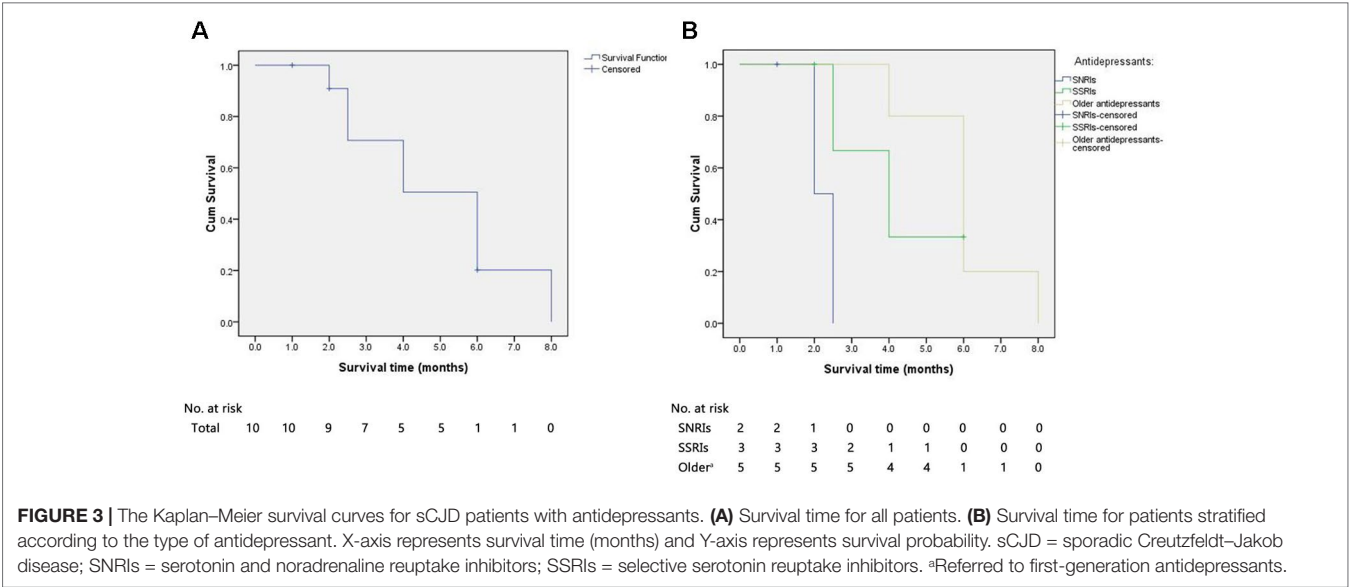 A
Survival Function
Censored
Cum Survival
1.0
0.8
0.6
0.4
0.2
0.0
0.0 1.0 2.0 3.0 4.0 5.0 6.0 7.0 8.0
Survival time (months)
No. at risk
Total 10 10 9 7 5 5 1 1 0
B
Antidepressants:
SNRIs
SSRIs
Older antidepressants
SNRIs-censored
SSRIs-censored
Older antidepressants-
censored
Cum Survival
1.0
0.8
0.6
0.4
0.2
0.0
0.0 1.0 2.0 3.0 4.0 5.0 6.0 7.0 8.0
Survival time (months)
No. at risk
SNRIs 2 2 1 0 0 0 0 0 0
SSRIs 3 3 3 2 1 1 0 0 0
Olderᵃ 5 5 5 5 4 4 1 1 0
FIGURE 3 | The Kaplan–Meier survival curves for sCJD patients with antidepressants. (A) Survival time for all patients. (B) Survival time for patients stratified
according to the type of antidepressant. X-axis represents survival time (months) and Y-axis represents survival probability. sCJD = sporadic Creutzfeldt–Jakob
disease; SNRIs = serotonin and noradrenaline reuptake inhibitors; SSRIs = selective serotonin reuptake inhibitors. ᵃReferred to first-generation antidepressants.